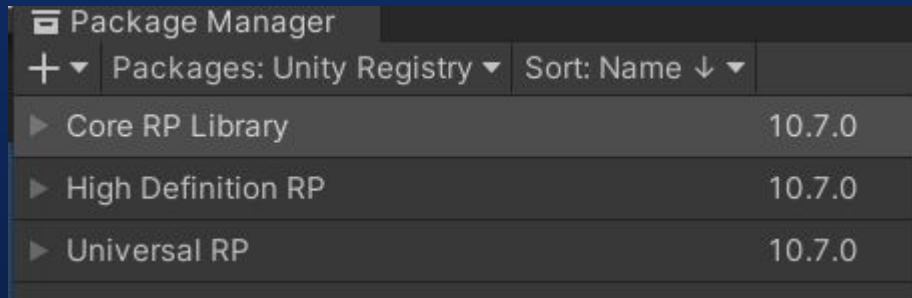 Package Manager
+ Packages: Unity Registry Sort: Name ↓
Core RP Library 10.7.0
High Definition RP 10.7.0
Universal RP 10.7.0